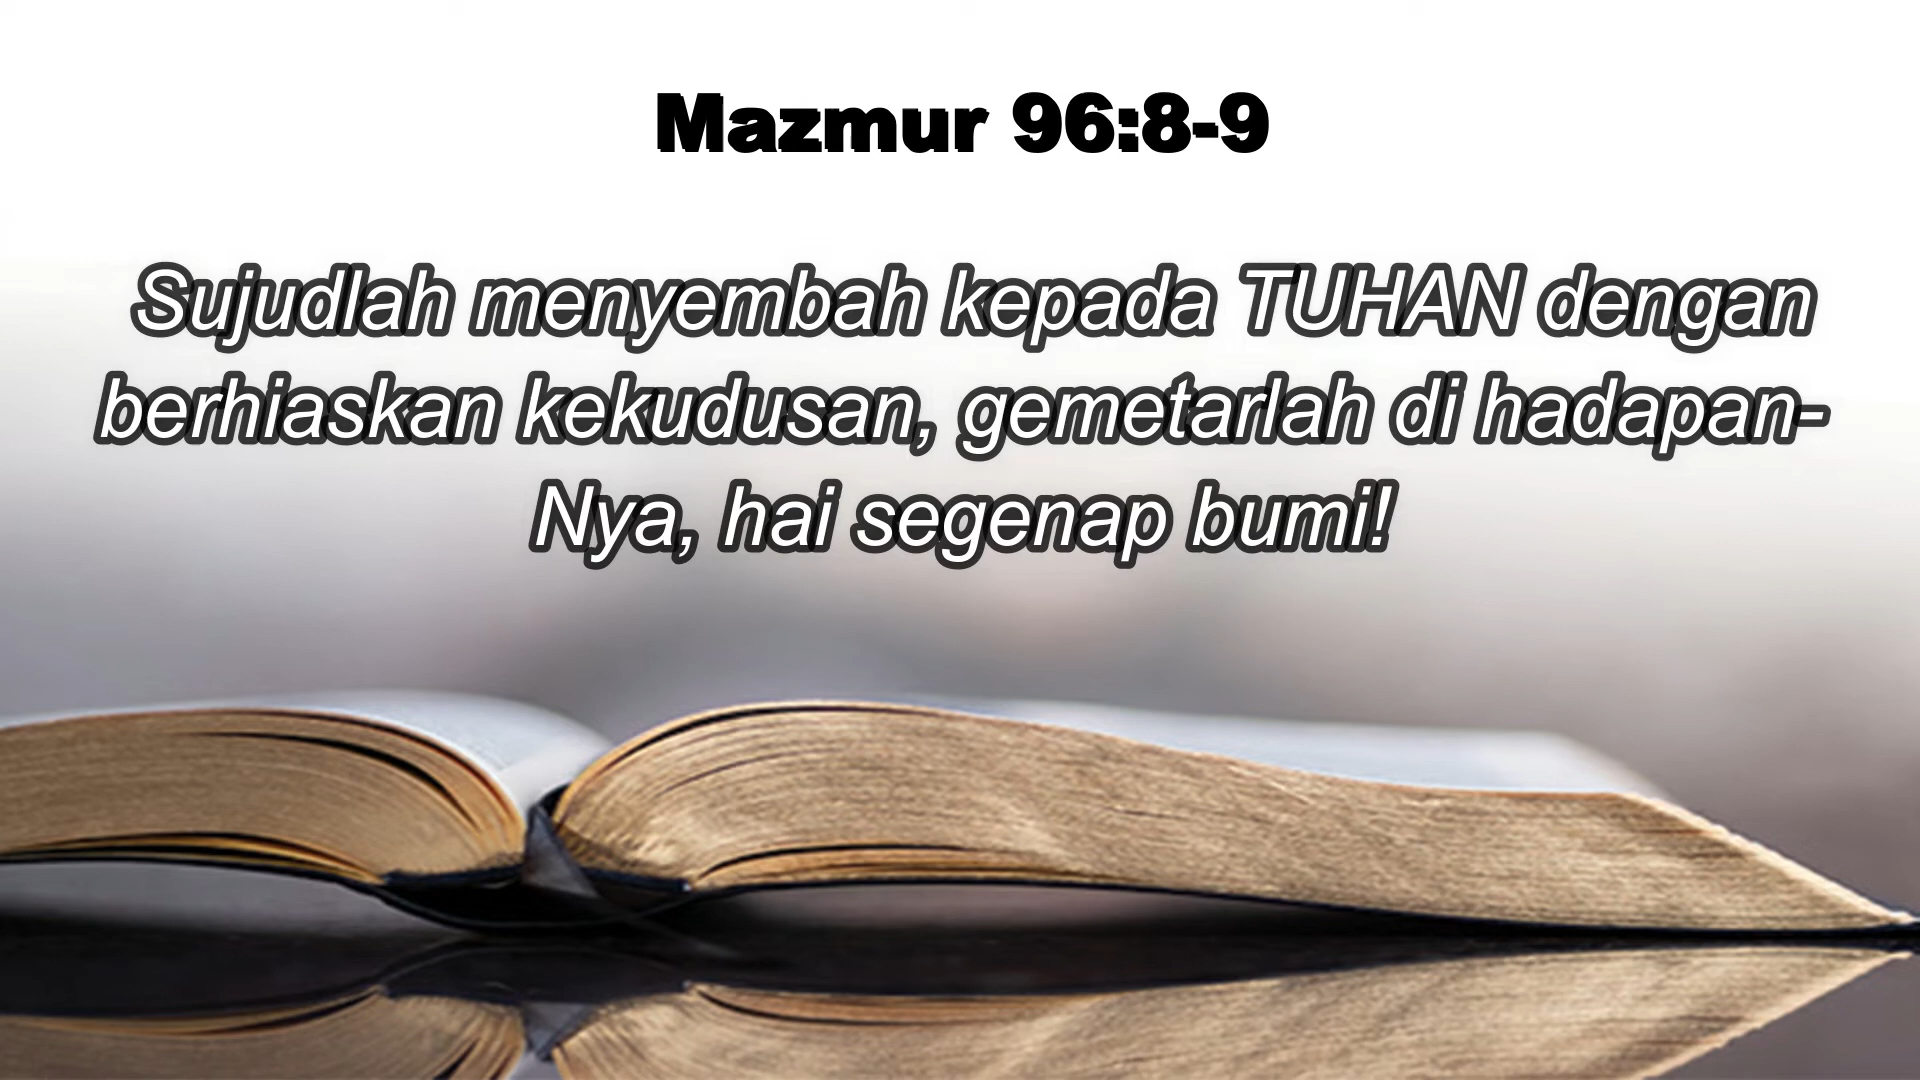 Mazmur 96:8-9
Sujudlah menyembah kepada TUHAN dengan
berhiaskan kekudusan, gemetarlah di hadapan-
Nya, hai segenap bumi!